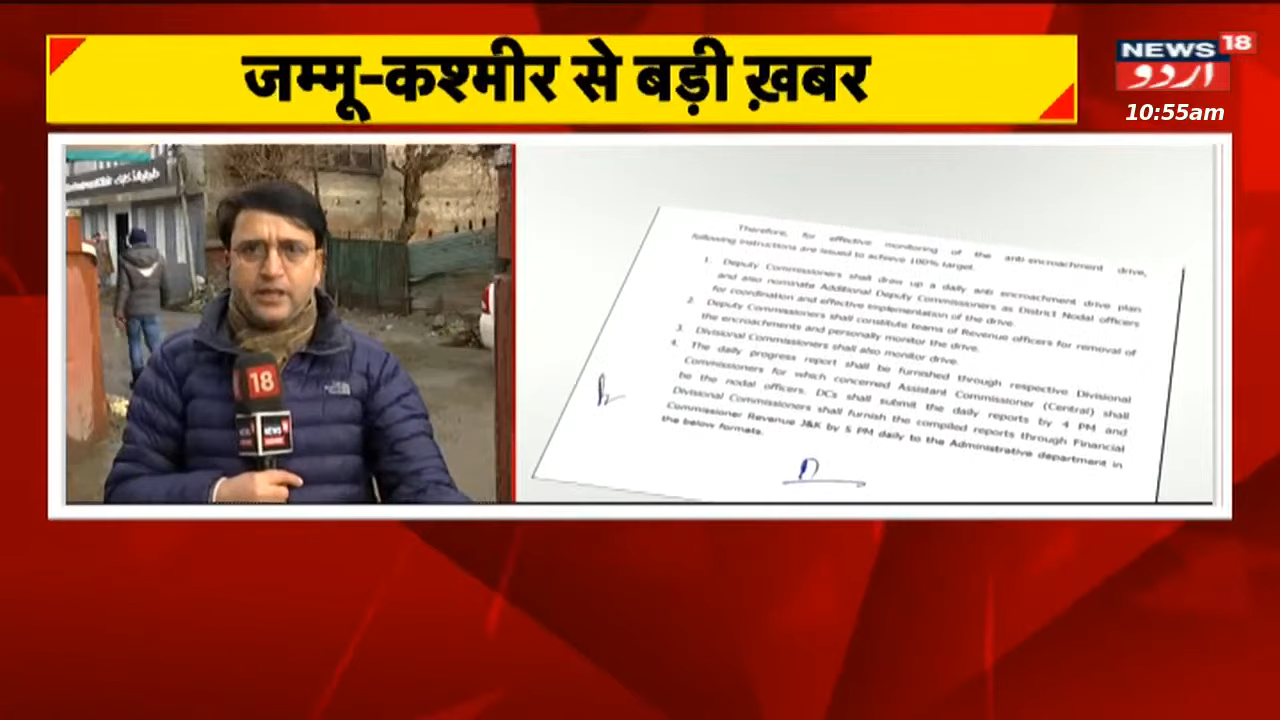 जम्मू-कश्मीर से बड़ी ख़बर
NEWS 18
اردو
10:55am
18
NEWS
Therefore, for effective monitoring of the anti-encroachment drive,
following instructions are issued to achieve 100% target.
1. Deputy Commissioners shall draw up a daily anti encroachment drive plan
and also nominate Additional Deputy Commissioners as District Nodal officers
for coordination and effective implementation of the drive.
2. Deputy Commissioners shall constitute teams of Revenue officers for removal of
the encroachments and personally monitor the drive.
3. Divisional Commissioners shall also monitor drive.
4. The daily progress report shall be furnished through respective Divisional
Commissioners for which concerned Assistant Commissioner (Central) shall
be the nodal officers. DCs shall submit the daily reports by 4 PM and
Divisional Commissioners shall furnish the compiled reports through Financial
Commissioner Revenue J&K by 5 PM daily to the Administrative department in
the below formats.